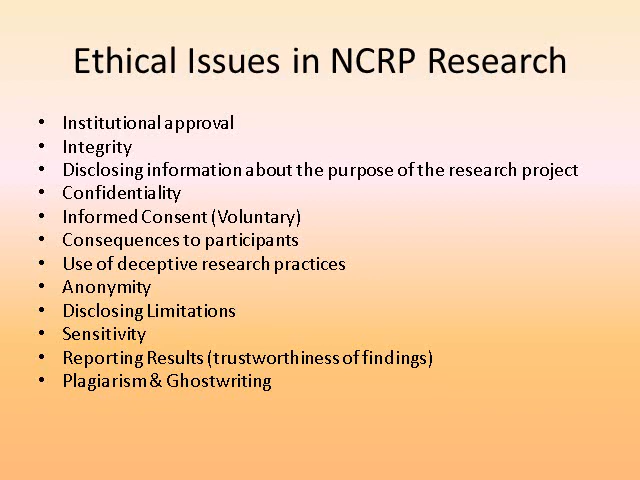 Ethical Issues in NCRP Research
• Institutional approval
• Integrity
• Disclosing information about the purpose of the research project
• Confidentiality
• Informed Consent (Voluntary)
• Consequences to participants
• Use of deceptive research practices
• Anonymity
• Disclosing Limitations
• Sensitivity
• Reporting Results (trustworthiness of findings)
• Plagiarism & Ghostwriting